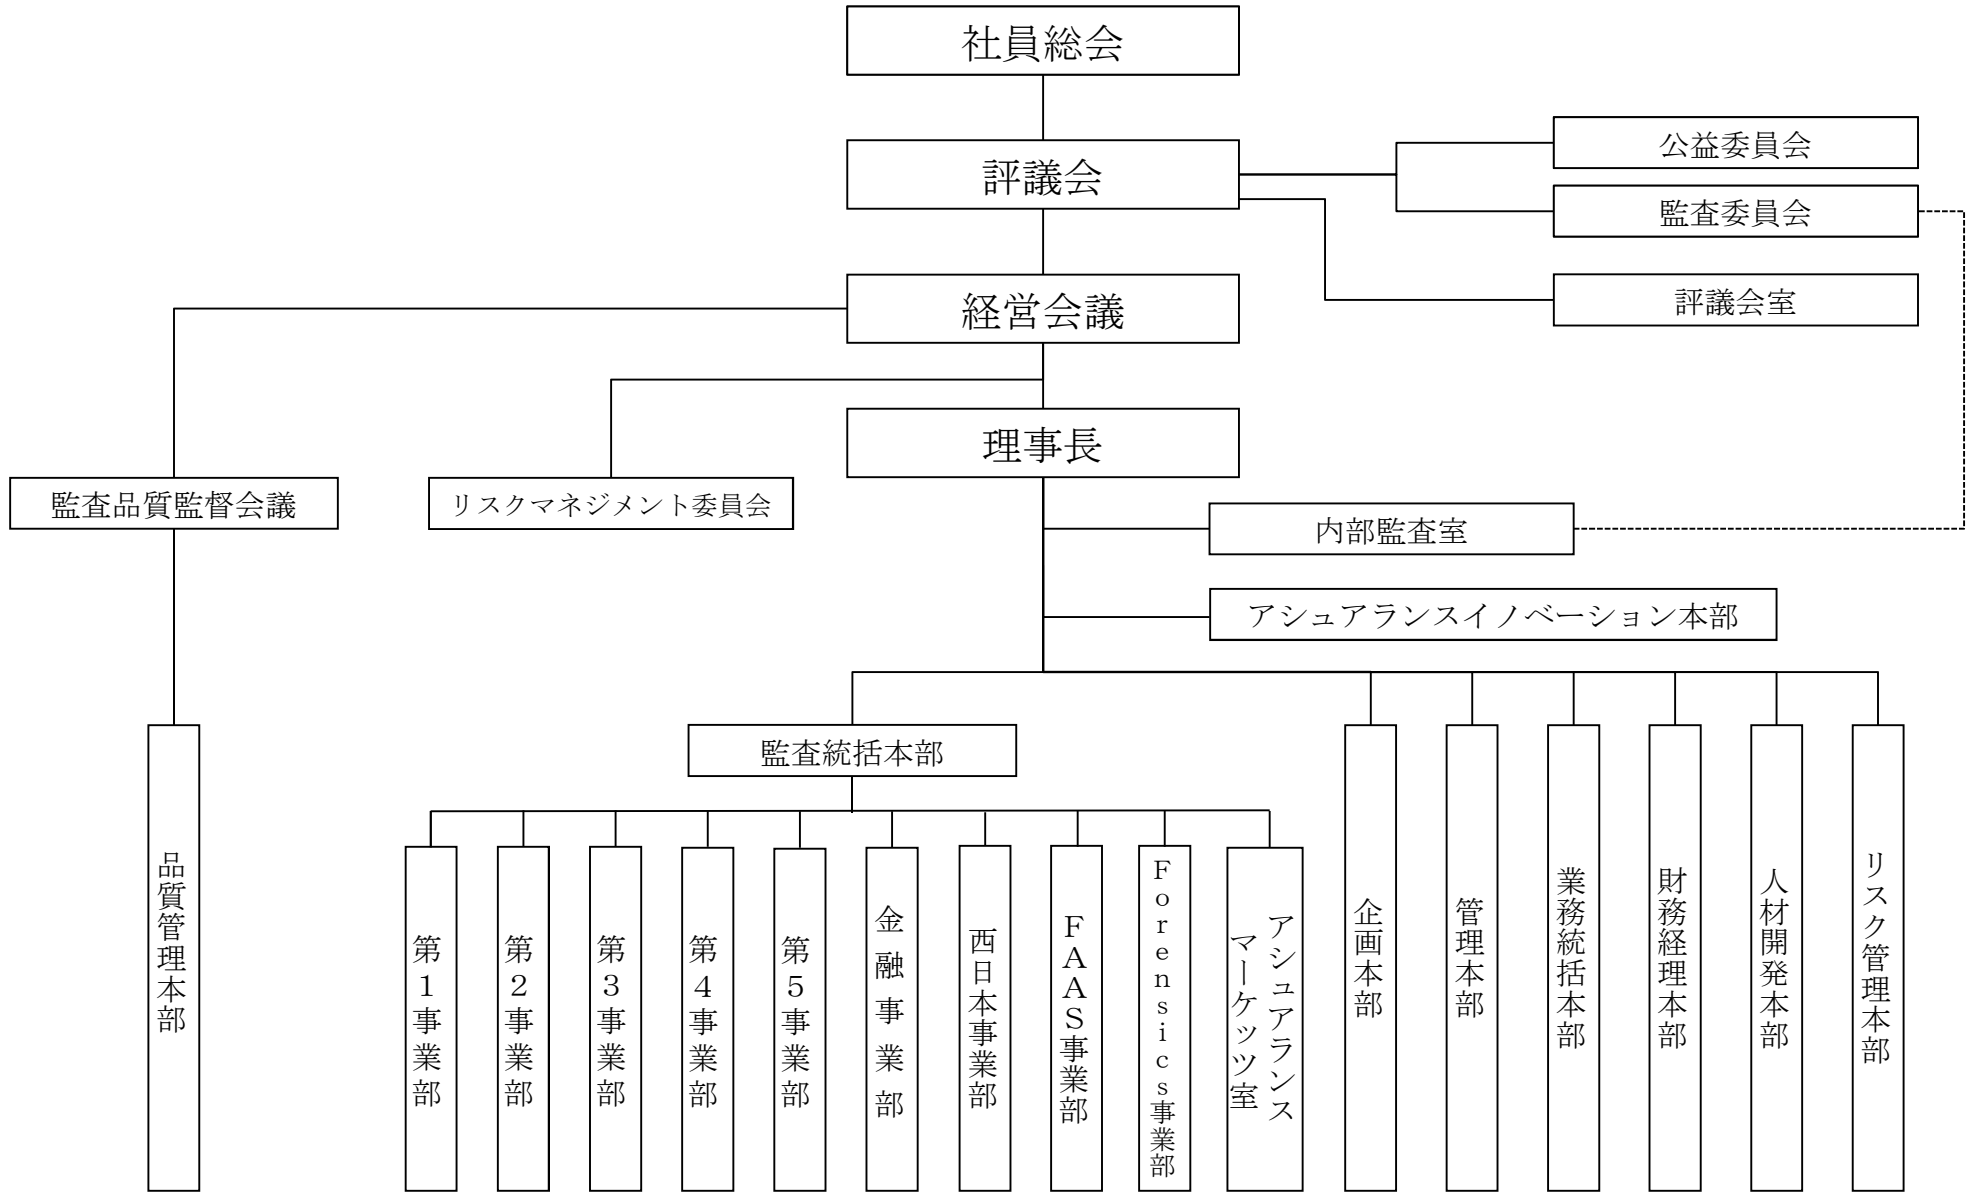 社員総会
評議会
公益委員会
監査委員会
評議会室
経営会議
理事長
監査品質監督会議
リスクマネジメント委員会
内部監査室
アシュアランスイノベーション本部
監査統括本部
品質管理本部
第1事業部
第2事業部
第3事業部
第4事業部
第5事業部
金融事業部
西日本事業部
FAAS事業部
Forensics事業部
アシュアランス
マーケッツ室
企画本部
管理本部
業務統括本部
財務経理本部
人材開発本部
リスク管理本部